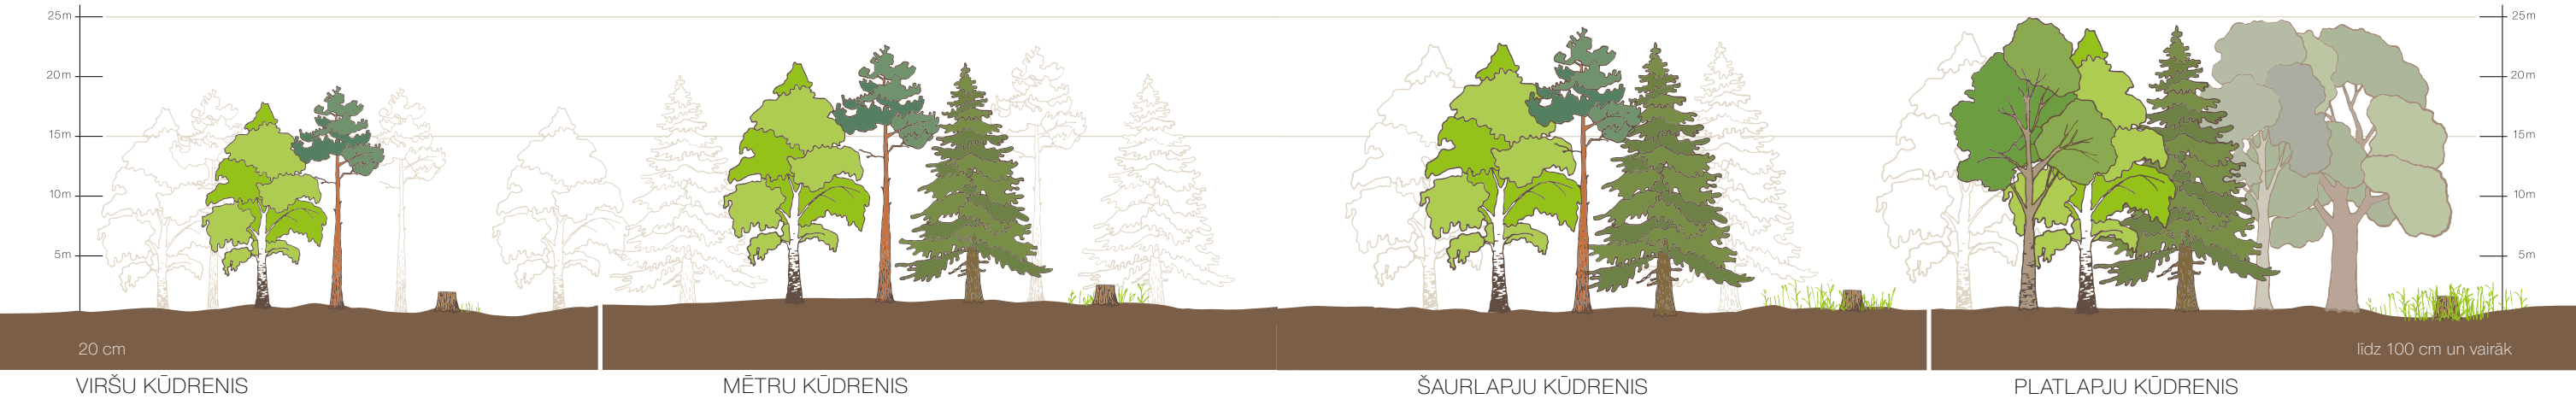 25m
20m
15m
10m
5m
25m
20m
15m
10m
5m
20 cm
līdz 100 cm un vairāk
VIRŠU KŪDRENIS
MĒTRU KŪDRENIS
ŠAURLAPJU KŪDRENIS
PLATLAPJU KŪDRENIS